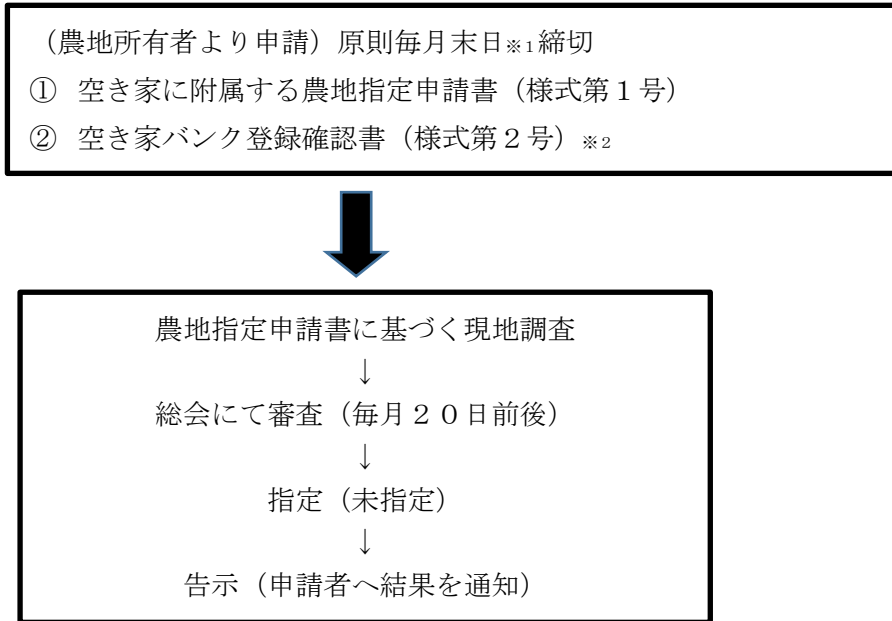 （農地所有者より申請）原則毎月末日※1締切
① 空き家に附属する農地指定申請書（様式第１号）
② 空き家バンク登録確認書（様式第２号）※2
農地指定申請書に基づく現地調査
↓
総会にて審査（毎月２０日前後）
↓
指定（未指定）
↓
告示（申請者へ結果を通知）